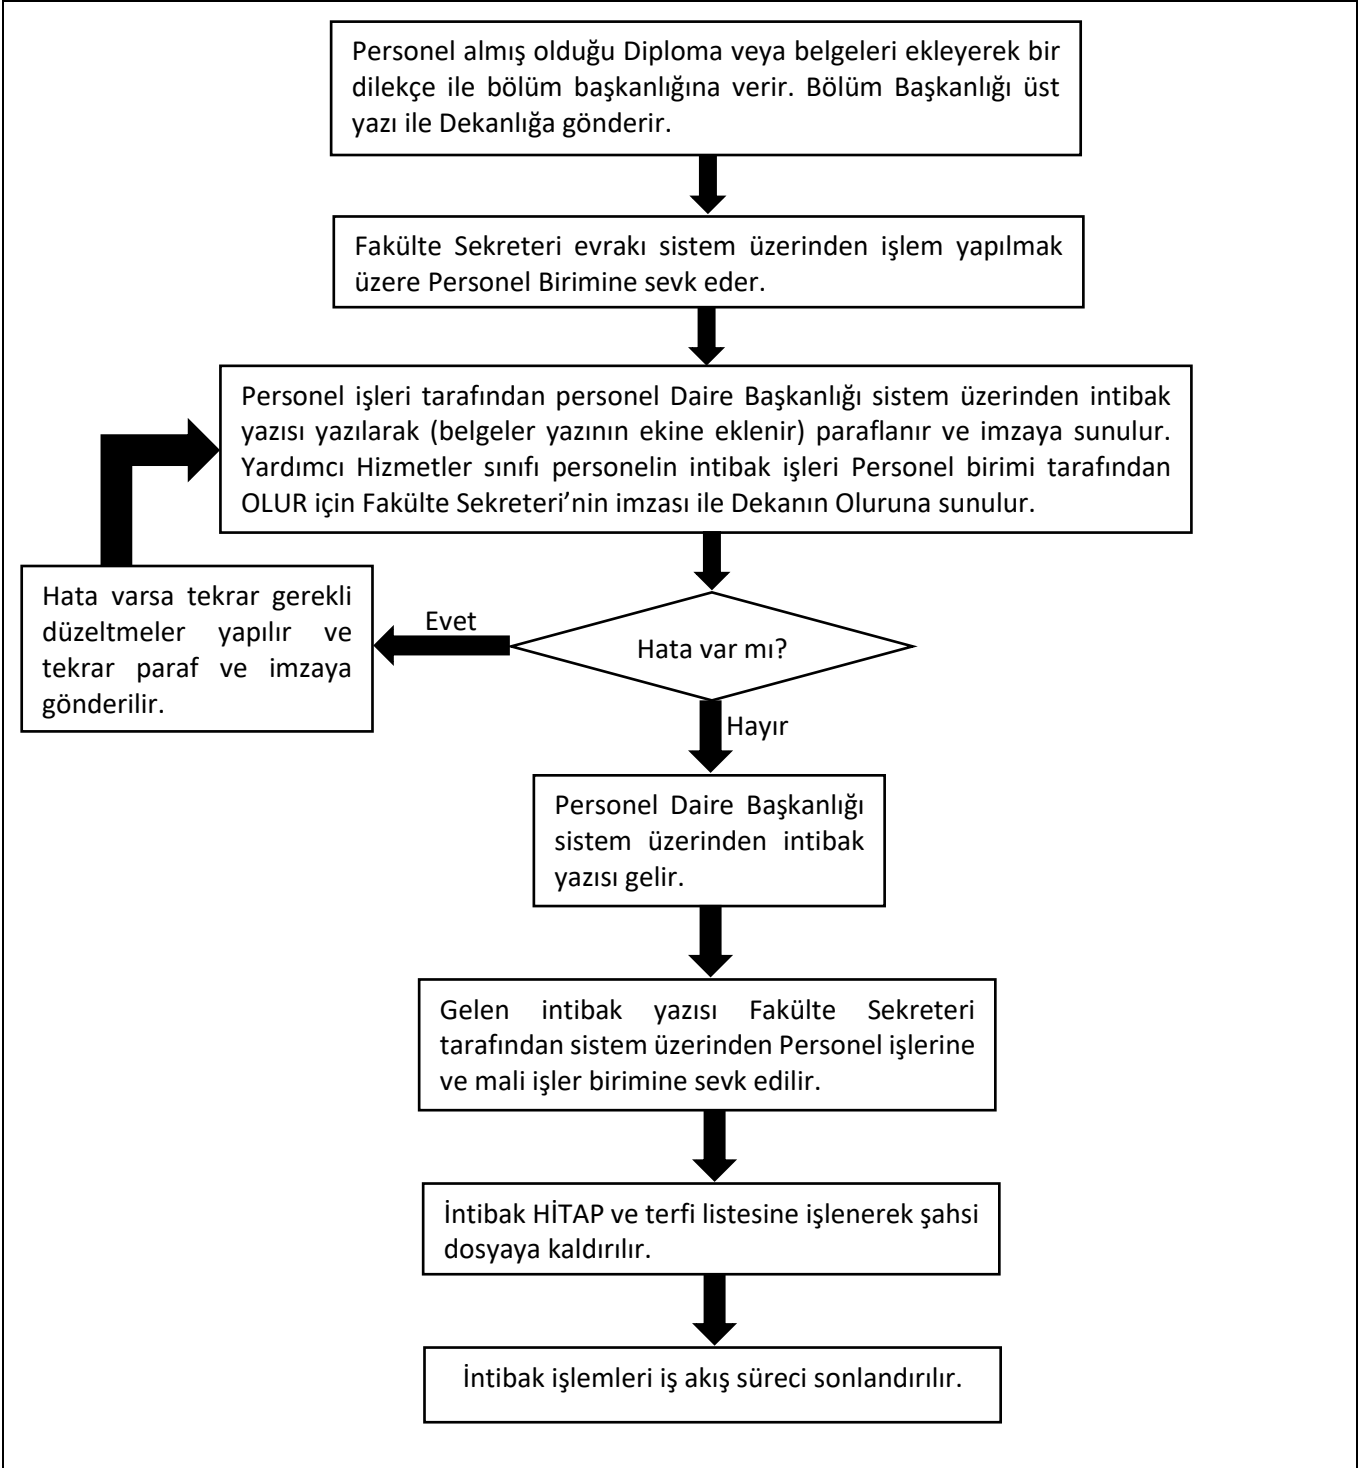 Personel almış olduğu Diploma veya belgeleri ekleyerek bir
dilekçe ile bölüm başkanlığına verir. Bölüm Başkanlığı üst
yazı ile Dekanlığa gönderir.
Fakülte Sekreteri evrakı sistem üzerinden işlem yapılmak
üzere Personel Birimine sevk eder.
Personel işleri tarafından personel Daire Başkanlığı sistem üzerinden intibak
yazısı yazılarak (belgeler yazının ekine eklenir) paraflanır ve imzaya sunulur.
Yardımcı Hizmetler sınıfı personelin intibak işleri Personel birimi tarafından
OLUR için Fakülte Sekreteri’nin imzası ile Dekanın Oluruna sunulur.
Hata varsa tekrar gerekli
düzeltmeler yapılır ve
tekrar paraf ve imzaya
gönderilir.
Evet
Hata var mı?
Hayır
Personel Daire Başkanlığı
sistem üzerinden intibak
yazısı gelir.
Gelen intibak yazısı Fakülte Sekreteri
tarafından sistem üzerinden Personel işlerine
ve mali işler birimine sevk edilir.
İntibak HİTAP ve terfi listesine işlenerek şahsi
dosyaya kaldırılır.
İntibak işlemleri iş akış süreci sonlandırılır.